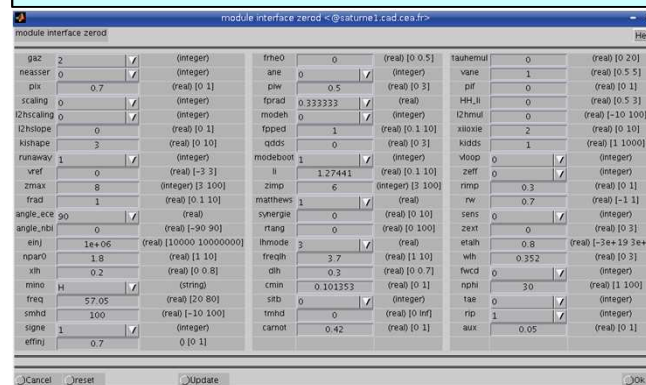 module interface zerod <@saturne1.cad.cea.fr>
module interface zerod He
gaz 2 (integer) frhe0 0 (real) [0 0.5] tauhemul 0 (real) [0 20]
neasser 0 (integer) ane 0 (integer) vane 1 (real) [0.5 5]
pix 0.7 (real) [0 1] piw 0.5 (real) [0 3] pif 0 (real) [0 1]
scaling 0 (integer) fprad 0.333333 (real) HH_li 0 (real) [0.5 3]
l2hscaling 0 (integer) modeh 0 (integer) l2hmul 0 (real) [-10 100]
l2hslope 0 (real) [0 1] fpped 1 (real) [0.1 10] xiioxie 2 (real) [0 10]
kishape 3 (real) [0 10] qdds 0 (real) [0 3] kidds 1 (real) [1 1000]
runaway 1 (integer) modeboot 1 (integer) vloop 0 (integer)
vref 0 (real) [-3 3] li 1.27441 (real) [0.1 10] zeff 0 (integer)
zmax 8 (integer) [3 100] zimp 6 (integer) [3 100] rimp 0.3 (real) [0 1]
frad 1 (real) [0.1 10] matthews 1 (real) rw 0.7 (real) [-1 1]
angle_ece 90 (real) synergie 0 (real) [0 10] sens 0 (integer)
angle_nbi 0 (real) [-90 90] rtang 0 (real) [0 100] zext 0 (real) [0 3]
einj 1e+06 (real) [10000 10000000] lhmode 3 (real) etalh 0.8 (real) [-3e+19 3e+
npar0 1.8 (real) [1 10] freqlh 3.7 (real) [1 10] wlh 0.352 (real) [0 3]
xlh 0.2 (real) [0 0.8] dlh 0.3 (real) [0 0.7] fwcd 0 (integer)
mino H (string) cmin 0.101353 (real) [0 1] nphi 30 (real) [1 100]
freq 57.05 (real) [20 80] sitb 0 (integer) tae 0 (integer)
smhd 100 (real) [-10 100] tmhd 0 (real) [0 Inf] rip 1 (integer)
signe 1 (integer) carnot 0.42 (real) [0 1] aux 0.05 (real) [0 1]
effinj 0.7 () [0 1]
Cancel reset Update Ok